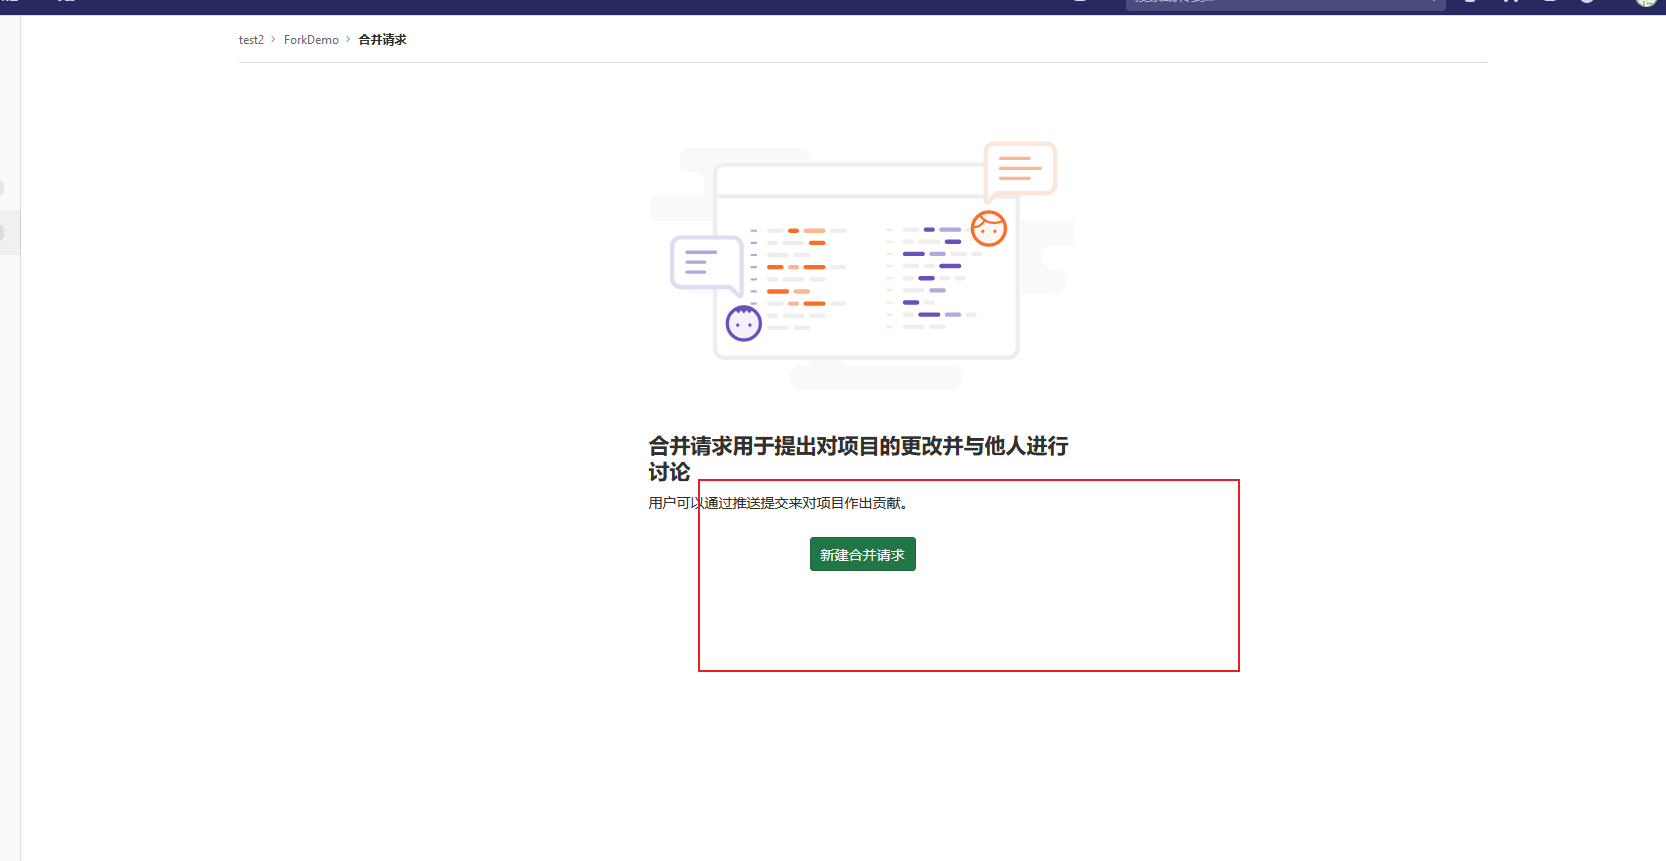 test2 > ForkDemo > 合并请求
合并请求用于提出对项目的更改并与他人进行
讨论
用户可以通过推送提交来对项目作出贡献。
新建合并请求